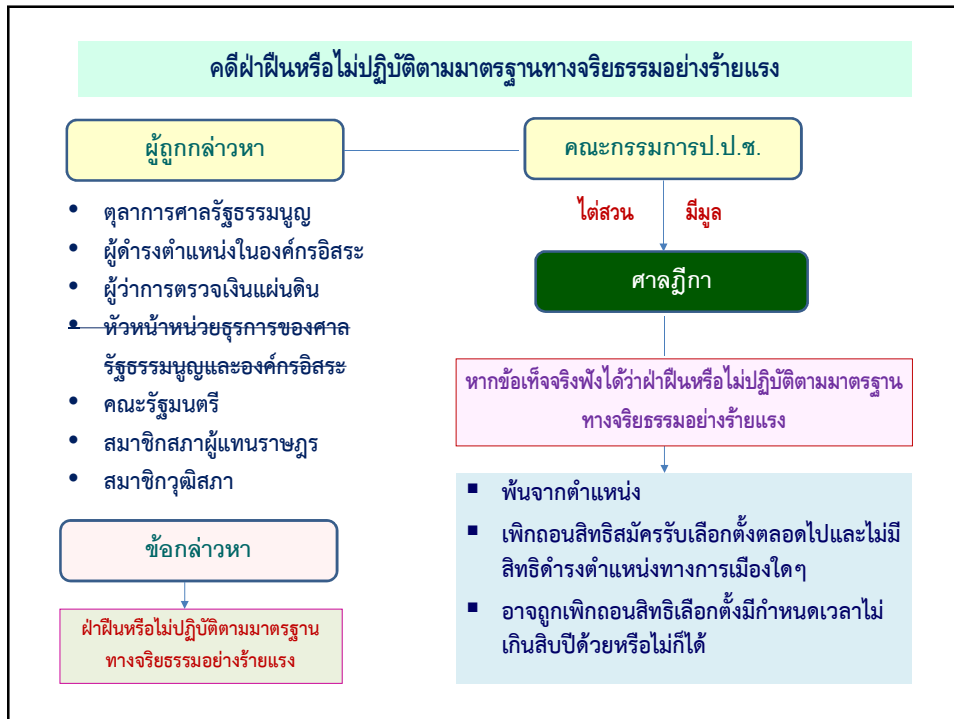 คดีฝ่าฝืนหรือไม่ปฏิบัติตามมาตรฐานทางจริยธรรมอย่างร้ายแรง
ผู้ถูกกล่าวหา
• ตุลาการศาลรัฐธรรมนูญ
• ผู้ดำรงตำแหน่งในองค์กรอิสระ
• ผู้ว่าการตรวจเงินแผ่นดิน
• หัวหน้าหน่วยธุรการของศาล
รัฐธรรมนูญและองค์กรอิสระ
• คณะรัฐมนตรี
• สมาชิกสภาผู้แทนราษฎร
• สมาชิกวุฒิสภา
ข้อกล่าวหา
ฝ่าฝืนหรือไม่ปฏิบัติตามมาตรฐาน
ทางจริยธรรมอย่างร้ายแรง
คณะกรรมการป.ป.ช.
ไต่สวน มีมูล
ศาลฎีกา
หากข้อเท็จจริงฟังได้ว่าฝ่าฝืนหรือไม่ปฏิบัติตามมาตรฐาน
ทางจริยธรรมอย่างร้ายแรง
▪ พ้นจากตำแหน่ง
▪ เพิกถอนสิทธิสมัครรับเลือกตั้งตลอดไปและไม่มี
สิทธิดำรงตำแหน่งทางการเมืองใดๆ
▪ อาจถูกเพิกถอนสิทธิเลือกตั้งมีกำหนดเวลาไม่
เกินสิบปีด้วยหรือไม่ก็ได้